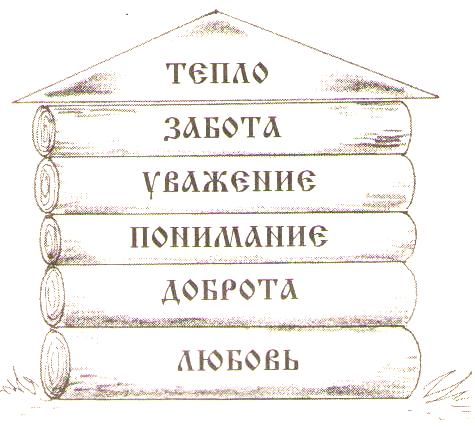 ТЕПЛО
ЗАБОТА
УВАЖЕНИЕ
ПОНИМАНИЕ
ДОБРОТА
ЛЮБОВЬ